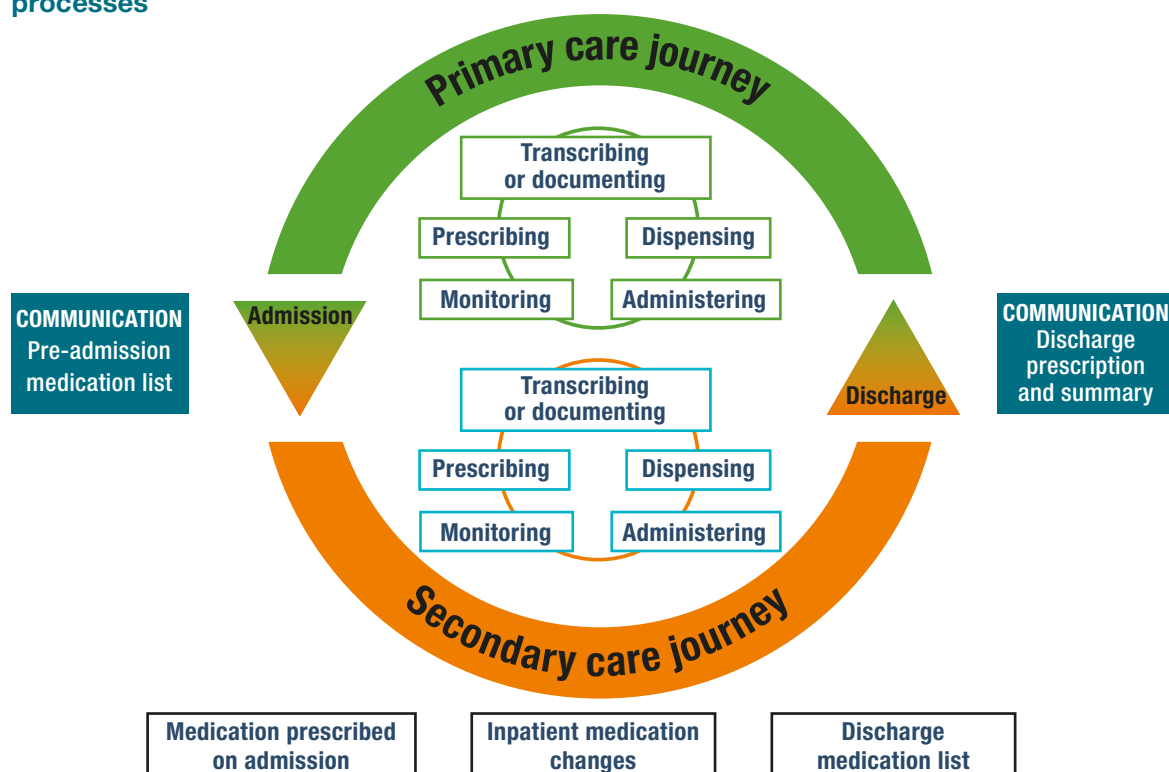 processes
Primary care journey
Transcribing
or documenting
Prescribing
Dispensing
Monitoring
Administering
COMMUNICATION
Pre-admission
medication list
Admission
COMMUNICATION
Discharge
prescription
and summary
Discharge
Transcribing
or documenting
Prescribing
Dispensing
Monitoring
Administering
Secondary care journey
Medication prescribed
on admission
Inpatient medication
changes
Discharge
medication list